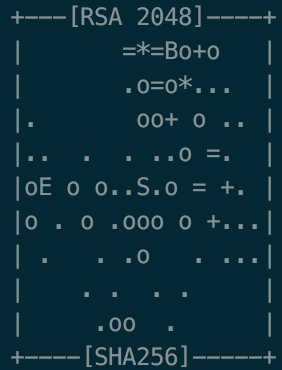 +---[RSA 2048]----+
|       =*=Bo+o   |
|       .o=o*...  |
|.       oo+ o .. |
|..  .  . ..o =.  |
|oE o o..S.o = +. |
|o . o .ooo o +...|
| .   . .o   . ...|
|    . .  . .     |
|     .oo  .      |
+----[SHA256]-----+